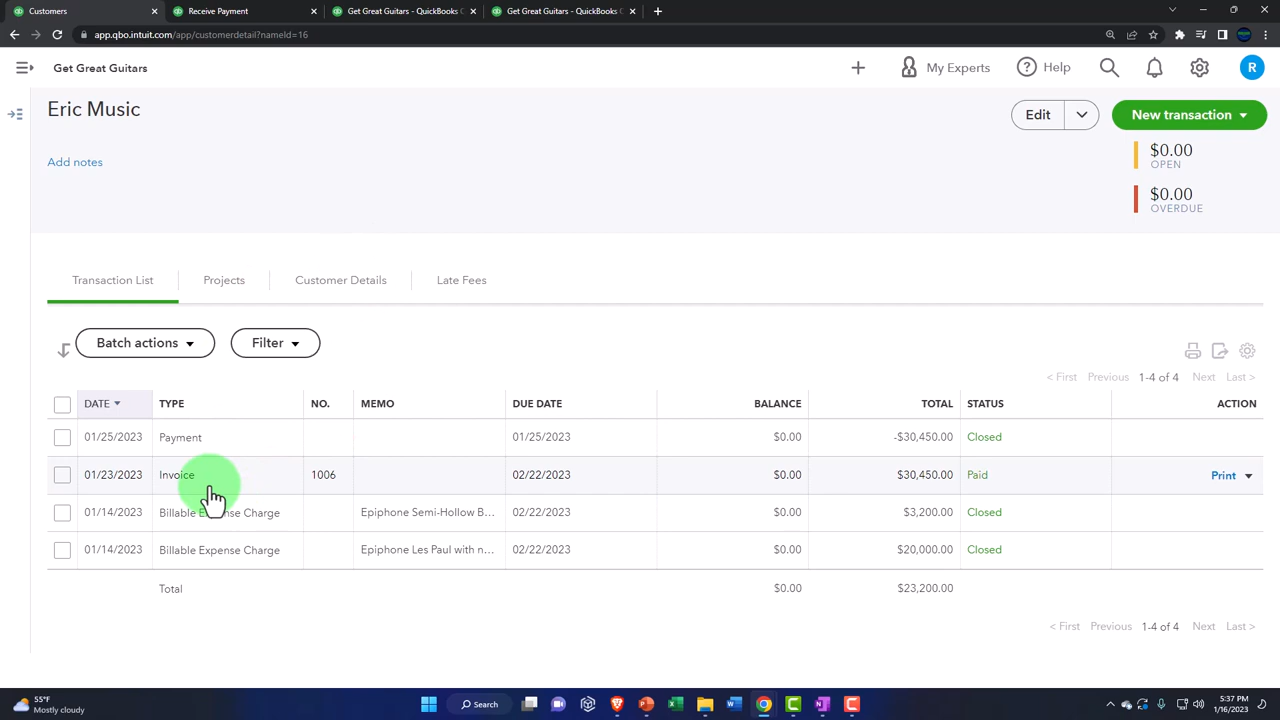 Customers
Receive Payment
Get Great Guitars - QuickBooks C
Get Great Guitars - QuickBooks C
app.qbo.intuit.com/app/customerdetail?nameId=16
Get Great Guitars
My Experts
Help
R
Eric Music
Edit
New transaction
Add notes
$0.00
OPEN
$0.00
OVERDUE
Transaction List
Projects
Customer Details
Late Fees
Batch actions
Filter
< First Previous 1-4 of 4 Next Last >
DATE TYPE NO. MEMO DUE DATE BALANCE TOTAL STATUS ACTION
01/25/2023 Payment 01/25/2023 $0.00 -$30,450.00 Closed
01/23/2023 Invoice 1006 02/22/2023 $0.00 $30,450.00 Paid Print
01/14/2023 Billable Expense Charge Epiphone Semi-Hollow B... 02/22/2023 $0.00 $3,200.00 Closed
01/14/2023 Billable Expense Charge Epiphone Les Paul with n... 02/22/2023 $0.00 $20,000.00 Closed
Total $0.00 $23,200.00
< First Previous 1-4 of 4 Next Last >
55°F
Mostly cloudy
Search
5:37 PM
1/16/2023